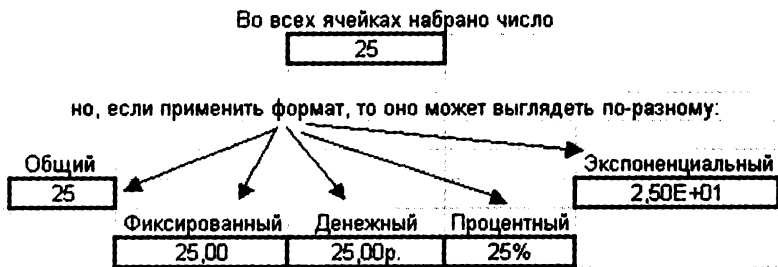 Во всех ячейках набрано число
25
но, если применить формат, то оно может выглядеть по-разному:
Общий
Экспоненциальный
25
2,50E+01
Фиксированный Денежный Процентный
25,00 25,00р. 25%